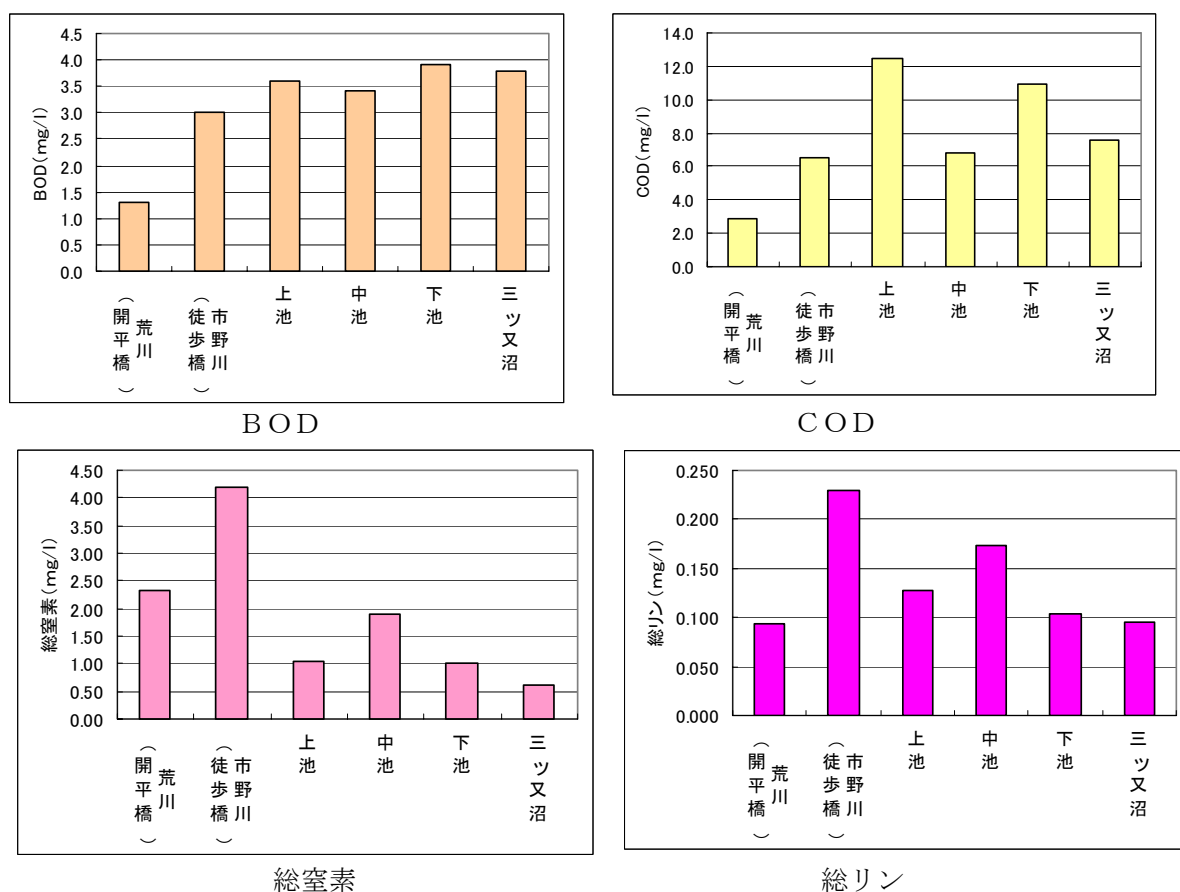 BOD(mg/l)
4.5
4.0
3.5
3.0
2.5
2.0
1.5
1.0
0.5
0.0
荒川
(開平橋)
市野川
(徒歩橋)
上池
中池
下池
三ツ又沼
BOD
COD(mg/l)
14.0
12.0
10.0
8.0
6.0
4.0
2.0
0.0
荒川
(開平橋)
市野川
(徒歩橋)
上池
中池
下池
三ツ又沼
COD
総窒素(mg/l)
4.50
4.00
3.50
3.00
2.50
2.00
1.50
1.00
0.50
0.00
荒川
(開平橋)
市野川
(徒歩橋)
上池
中池
下池
三ツ又沼
総窒素
総リン(mg/l)
0.250
0.200
0.150
0.100
0.050
0.000
荒川
(開平橋)
市野川
(徒歩橋)
上池
中池
下池
三ツ又沼
総リン